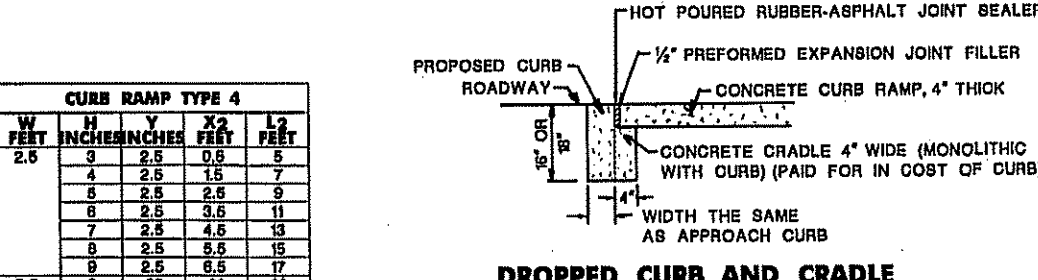 CURB RAMP TYPE 4
W FEET H INCHES Y INCHES X2 FEET L2 FEET
2.5 3 2.5 0.5 5
4 2.5 1.5 7
5 2.5 2.5 9
6 2.5 3.5 11
7 2.5 4.5 13
8 2.5 5.5 15
9 2.5 6.5 17
HOT POURED RUBBER-ASPHALT JOINT SEALER
½" PREFORMED EXPANSION JOINT FILLER
PROPOSED CURB
ROADWAY
CONCRETE CURB RAMP, 4" THICK
16" OR
18"
CONCRETE CRADLE 4" WIDE (MONOLITHIC
WITH CURB) (PAID FOR IN COST OF CURB
4"
WIDTH THE SAME
AS APPROACH CURB
DROPPED CURB AND CRADLE